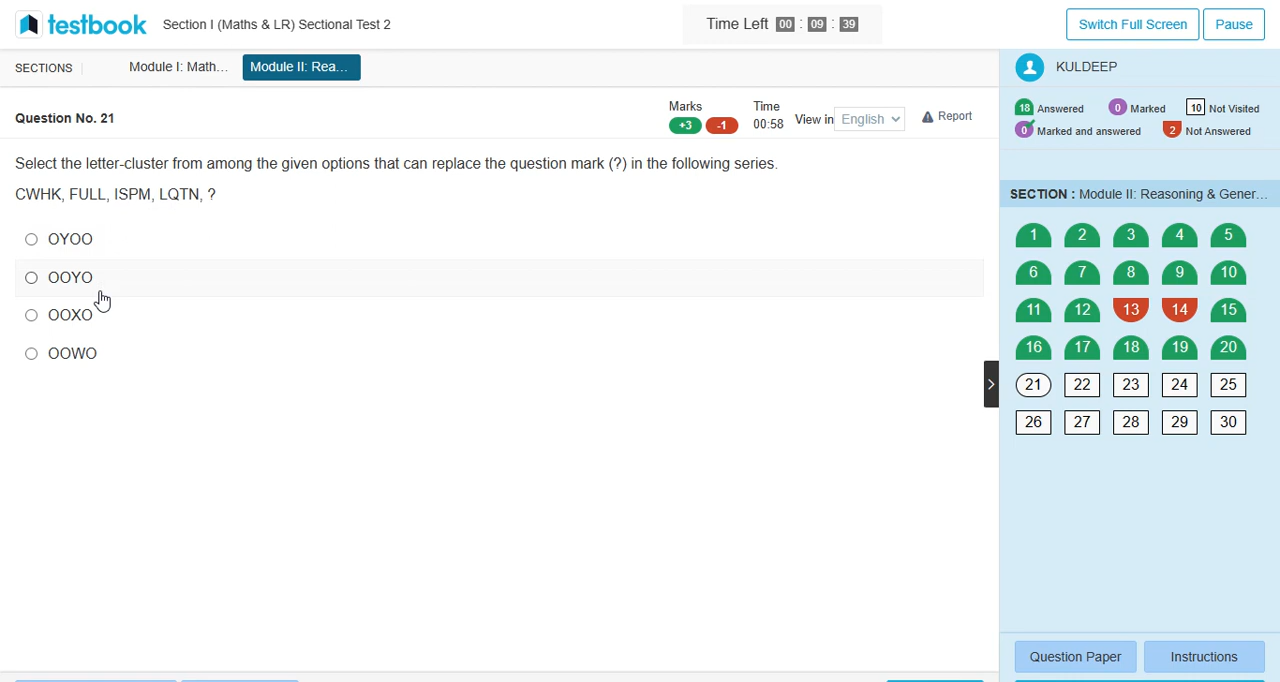 testbook Section I (Maths & LR) Sectional Test 2 Time Left 00 : 09 : 39 Switch Full Screen Pause
SECTIONS Module I: Math... Module II: Rea... KULDEEP
Question No. 21 Marks +3 -1 Time 00:58 View in English Report
18 Answered 0 Marked 10 Not Visited
0 Marked and answered 2 Not Answered
Select the letter-cluster from among the given options that can replace the question mark (?) in the following series.
CWHK, FULL, ISPM, LQTN, ?
OYOO
OOYO
OOXO
OOWO
SECTION : Module II: Reasoning & Gener...
1 2 3 4 5
6 7 8 9 10
11 12 13 14 15
16 17 18 19 20
21 22 23 24 25
26 27 28 29 30
Question Paper Instructions